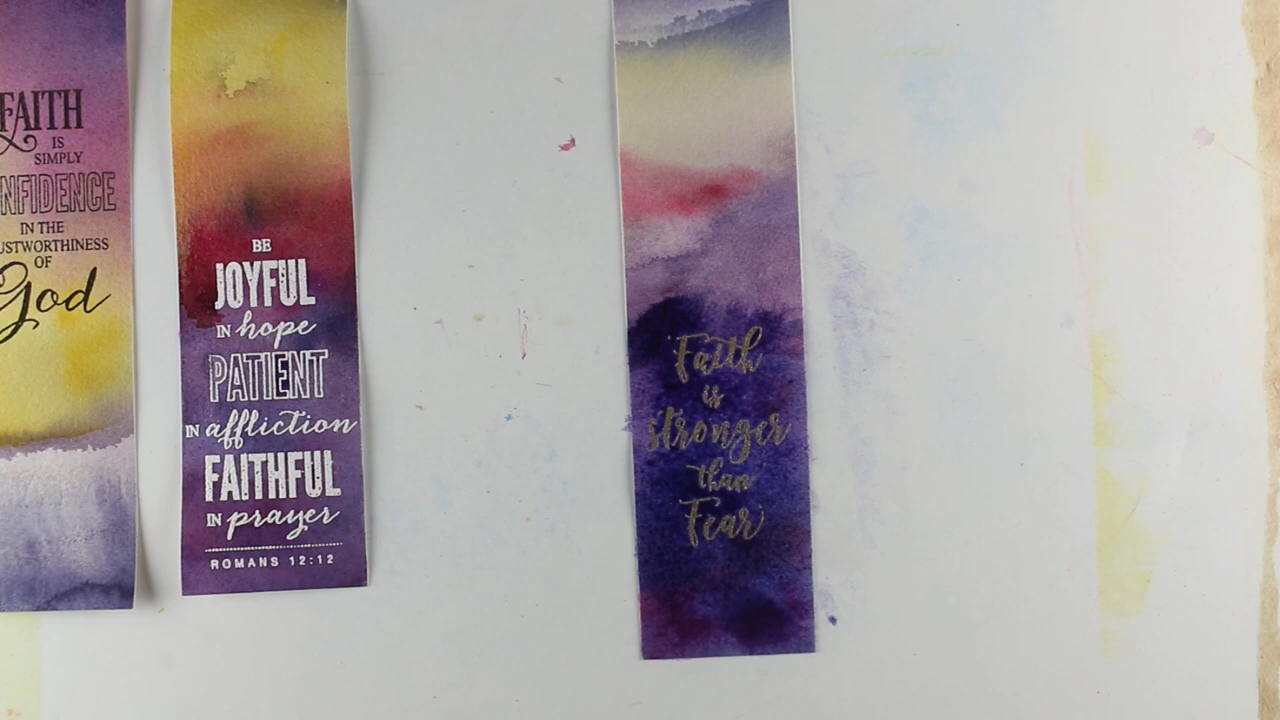 FAITH
IS
SIMPLY
NFIDENCE
IN THE
USTWORTHINESS
OF
God
BE
JOYFUL
IN hope
PATIENT
IN affliction
FAITHFUL
IN prayer
ROMANS 12:12
Faith
is
stronger
than
Fear